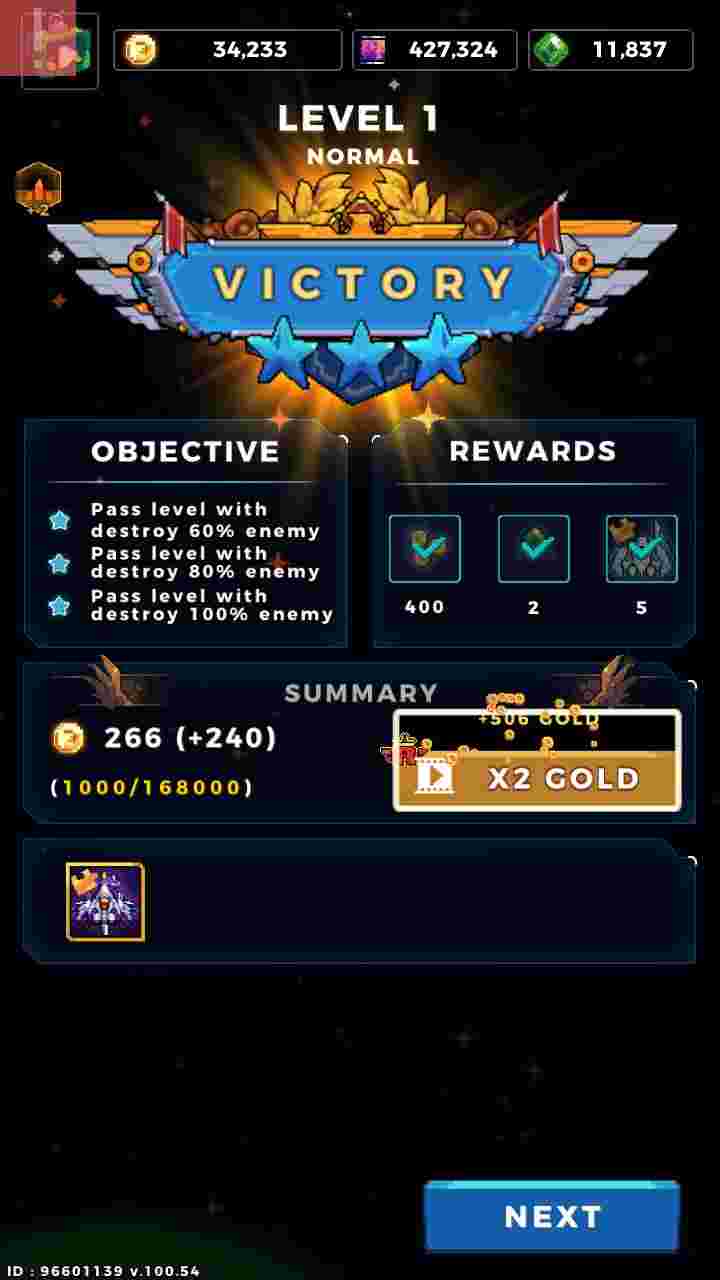 34,233
427,324
11,837
LEVEL 1
NORMAL
+2
VICTORY
OBJECTIVE
Pass level with
destroy 60% enemy
Pass level with
destroy 80% enemy
Pass level with
destroy 100% enemy
REWARDS
400
2
5
SUMMARY
266 (+240)
(1000/168000)
+506 GOLD
X2 GOLD
NEXT
ID : 96601139 v.100.54